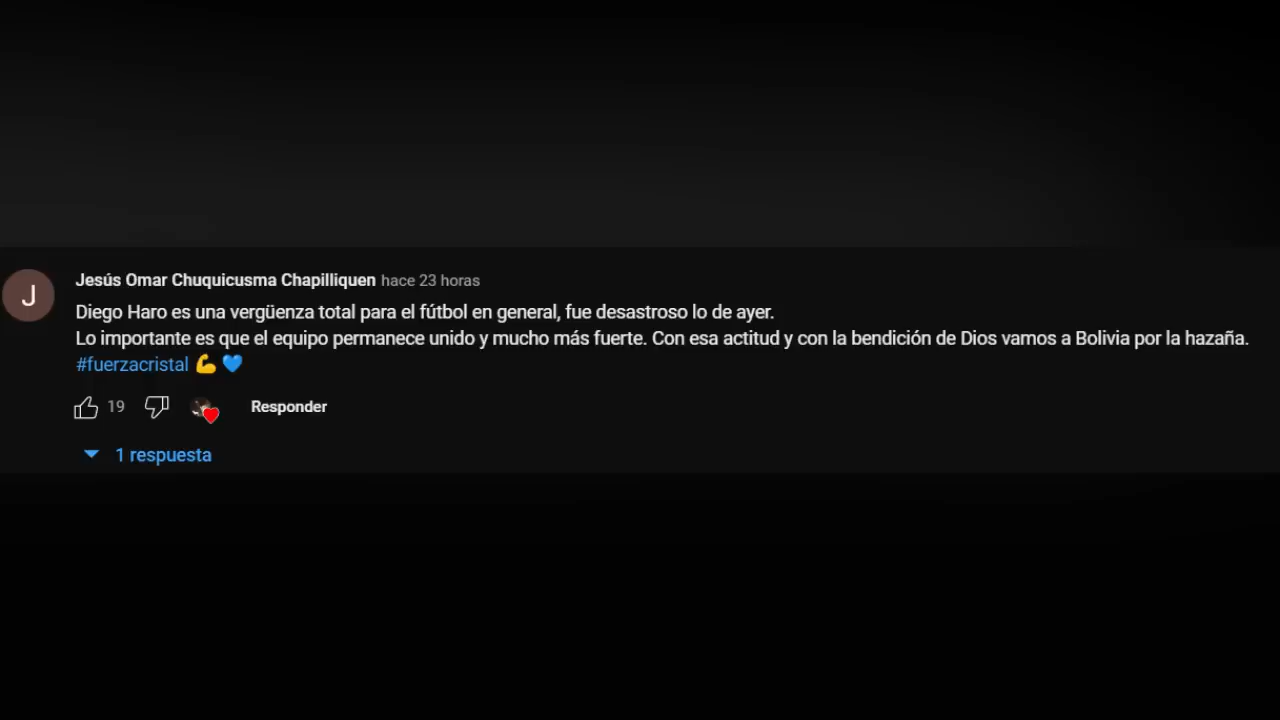 J
Jesús Omar Chuquicusma Chapilliquen hace 23 horas
Diego Haro es una vergüenza total para el fútbol en general, fue desastroso lo de ayer.
Lo importante es que el equipo permanece unido y mucho más fuerte. Con esa actitud y con la bendición de Dios vamos a Bolivia por la hazaña.
#fuerzacristal 💪💙
19 Responder
1 respuesta